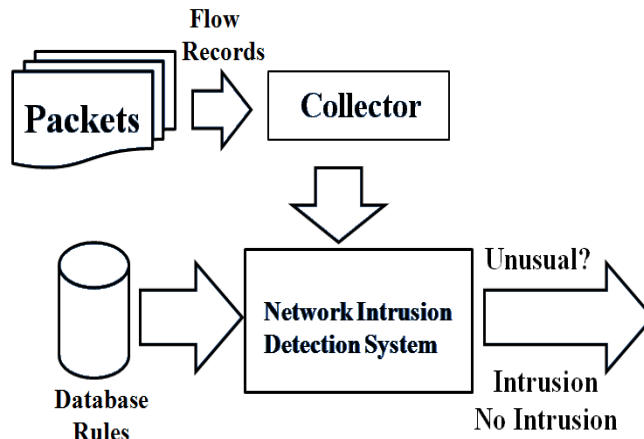 Flow
Records
Packets
Collector
Unusual?
Network Intrusion
Detection System
Intrusion
No Intrusion
Database
Rules